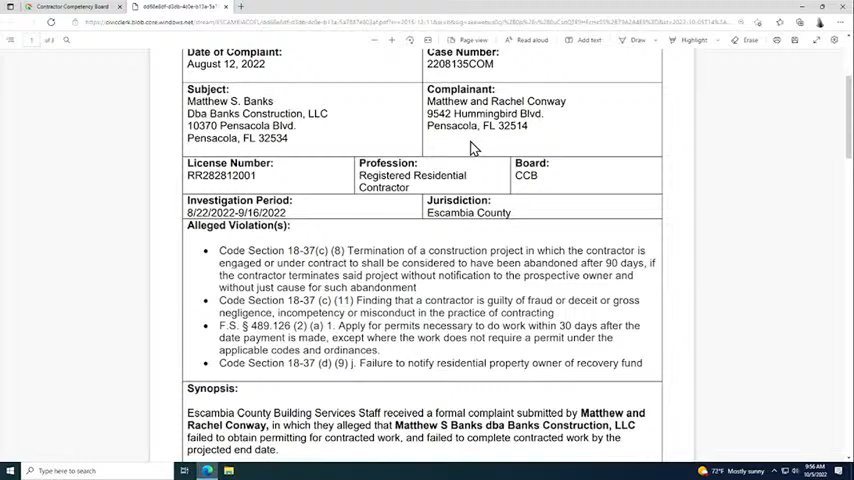 Contractor Competency Board
1 of 3
Page view
Read aloud
Add text
Draw
Highlight
Erase
Date of Complaint:
August 12, 2022
Case Number:
2208135COM
Subject:
Matthew S. Banks
Dba Banks Construction, LLC
10370 Pensacola Blvd.
Pensacola, FL 32534
Complainant:
Matthew and Rachel Conway
9542 Hummingbird Blvd.
Pensacola, FL 32514
License Number:
RR282812001
Profession:
Registered Residential
Contractor
Board:
CCB
Investigation Period:
8/22/2022-9/16/2022
Jurisdiction:
Escambia County
Alleged Violation(s):
• Code Section 18-37(c) (8) Termination of a construction project in which the contractor is
engaged or under contract to shall be considered to have been abandoned after 90 days, if
the contractor terminates said project without notification to the prospective owner and
without just cause for such abandonment
• Code Section 18-37 (c) (11) Finding that a contractor is guilty of fraud or deceit or gross
negligence, incompetency or misconduct in the practice of contracting
• F.S. § 489.126 (2) (a) 1. Apply for permits necessary to do work within 30 days after the
date payment is made, except where the work does not require a permit under the
applicable codes and ordinances.
• Code Section 18-37 (d) (9) j. Failure to notify residential property owner of recovery fund
Synopsis:
Escambia County Building Services Staff received a formal complaint submitted by Matthew and
Rachel Conway, in which they alleged that Matthew S Banks dba Banks Construction, LLC
failed to obtain permitting for contracted work, and failed to complete contracted work by the
projected end date.
Type here to search
72°F Mostly sunny
9:56 AM
10/5/2022